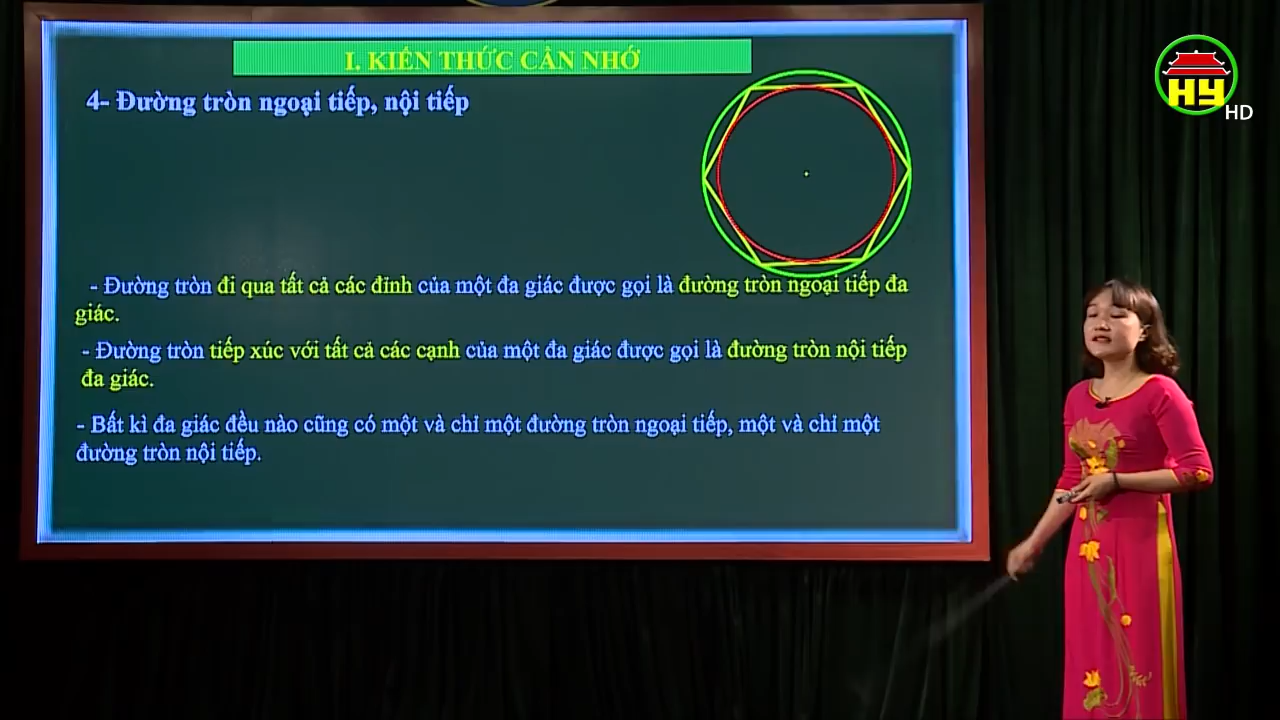 I. KIẾN THỨC CẦN NHỚ
4- Đường tròn ngoại tiếp, nội tiếp
- Đường tròn đi qua tất cả các đỉnh của một đa giác được gọi là đường tròn ngoại tiếp đa
giác.
- Đường tròn tiếp xúc với tất cả các cạnh của một đa giác được gọi là đường tròn nội tiếp
đa giác.
- Bất kì đa giác đều nào cũng có một và chỉ một đường tròn ngoại tiếp, một và chỉ một
đường tròn nội tiếp.
HY
HD